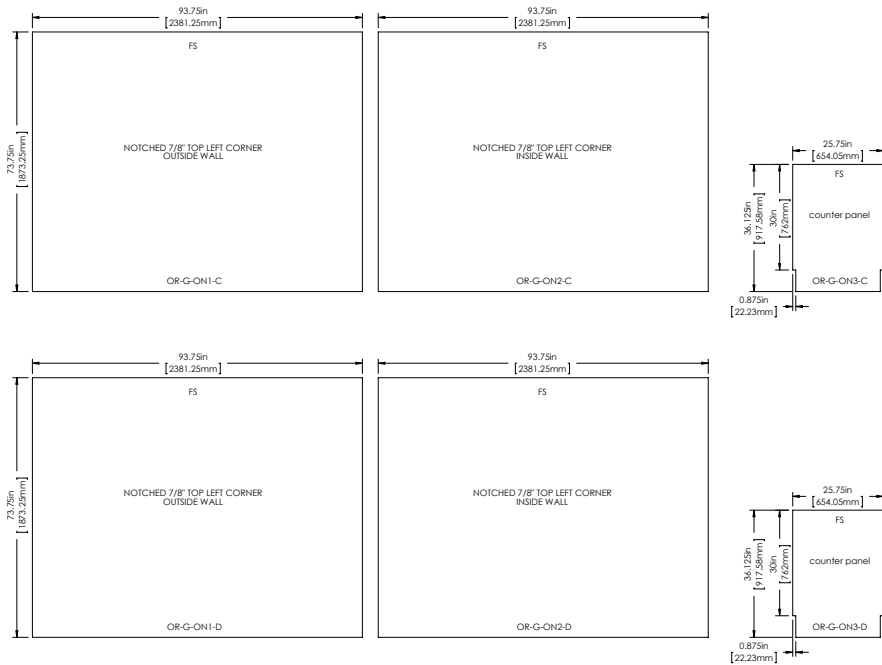 93.75in
[2381.25mm]
93.75in
[2381.25mm]
FS
FS
73.75in
[1873.25mm]
NOTCHED 7/8" TOP LEFT CORNER
OUTSIDE WALL
NOTCHED 7/8" TOP LEFT CORNER
INSIDE WALL
25.75in
[654.05mm]
FS
36.125in
[917.58mm]
30in
[762mm]
counter panel
OR-G-ON1-C
OR-G-ON2-C
OR-G-ON3-C
0.875in
[22.23mm]
93.75in
[2381.25mm]
93.75in
[2381.25mm]
FS
FS
73.75in
[1873.25mm]
NOTCHED 7/8" TOP LEFT CORNER
OUTSIDE WALL
NOTCHED 7/8" TOP LEFT CORNER
INSIDE WALL
25.75in
[654.05mm]
FS
36.125in
[917.58mm]
30in
[762mm]
counter panel
OR-G-ON1-D
OR-G-ON2-D
OR-G-ON3-D
0.875in
[22.23mm]